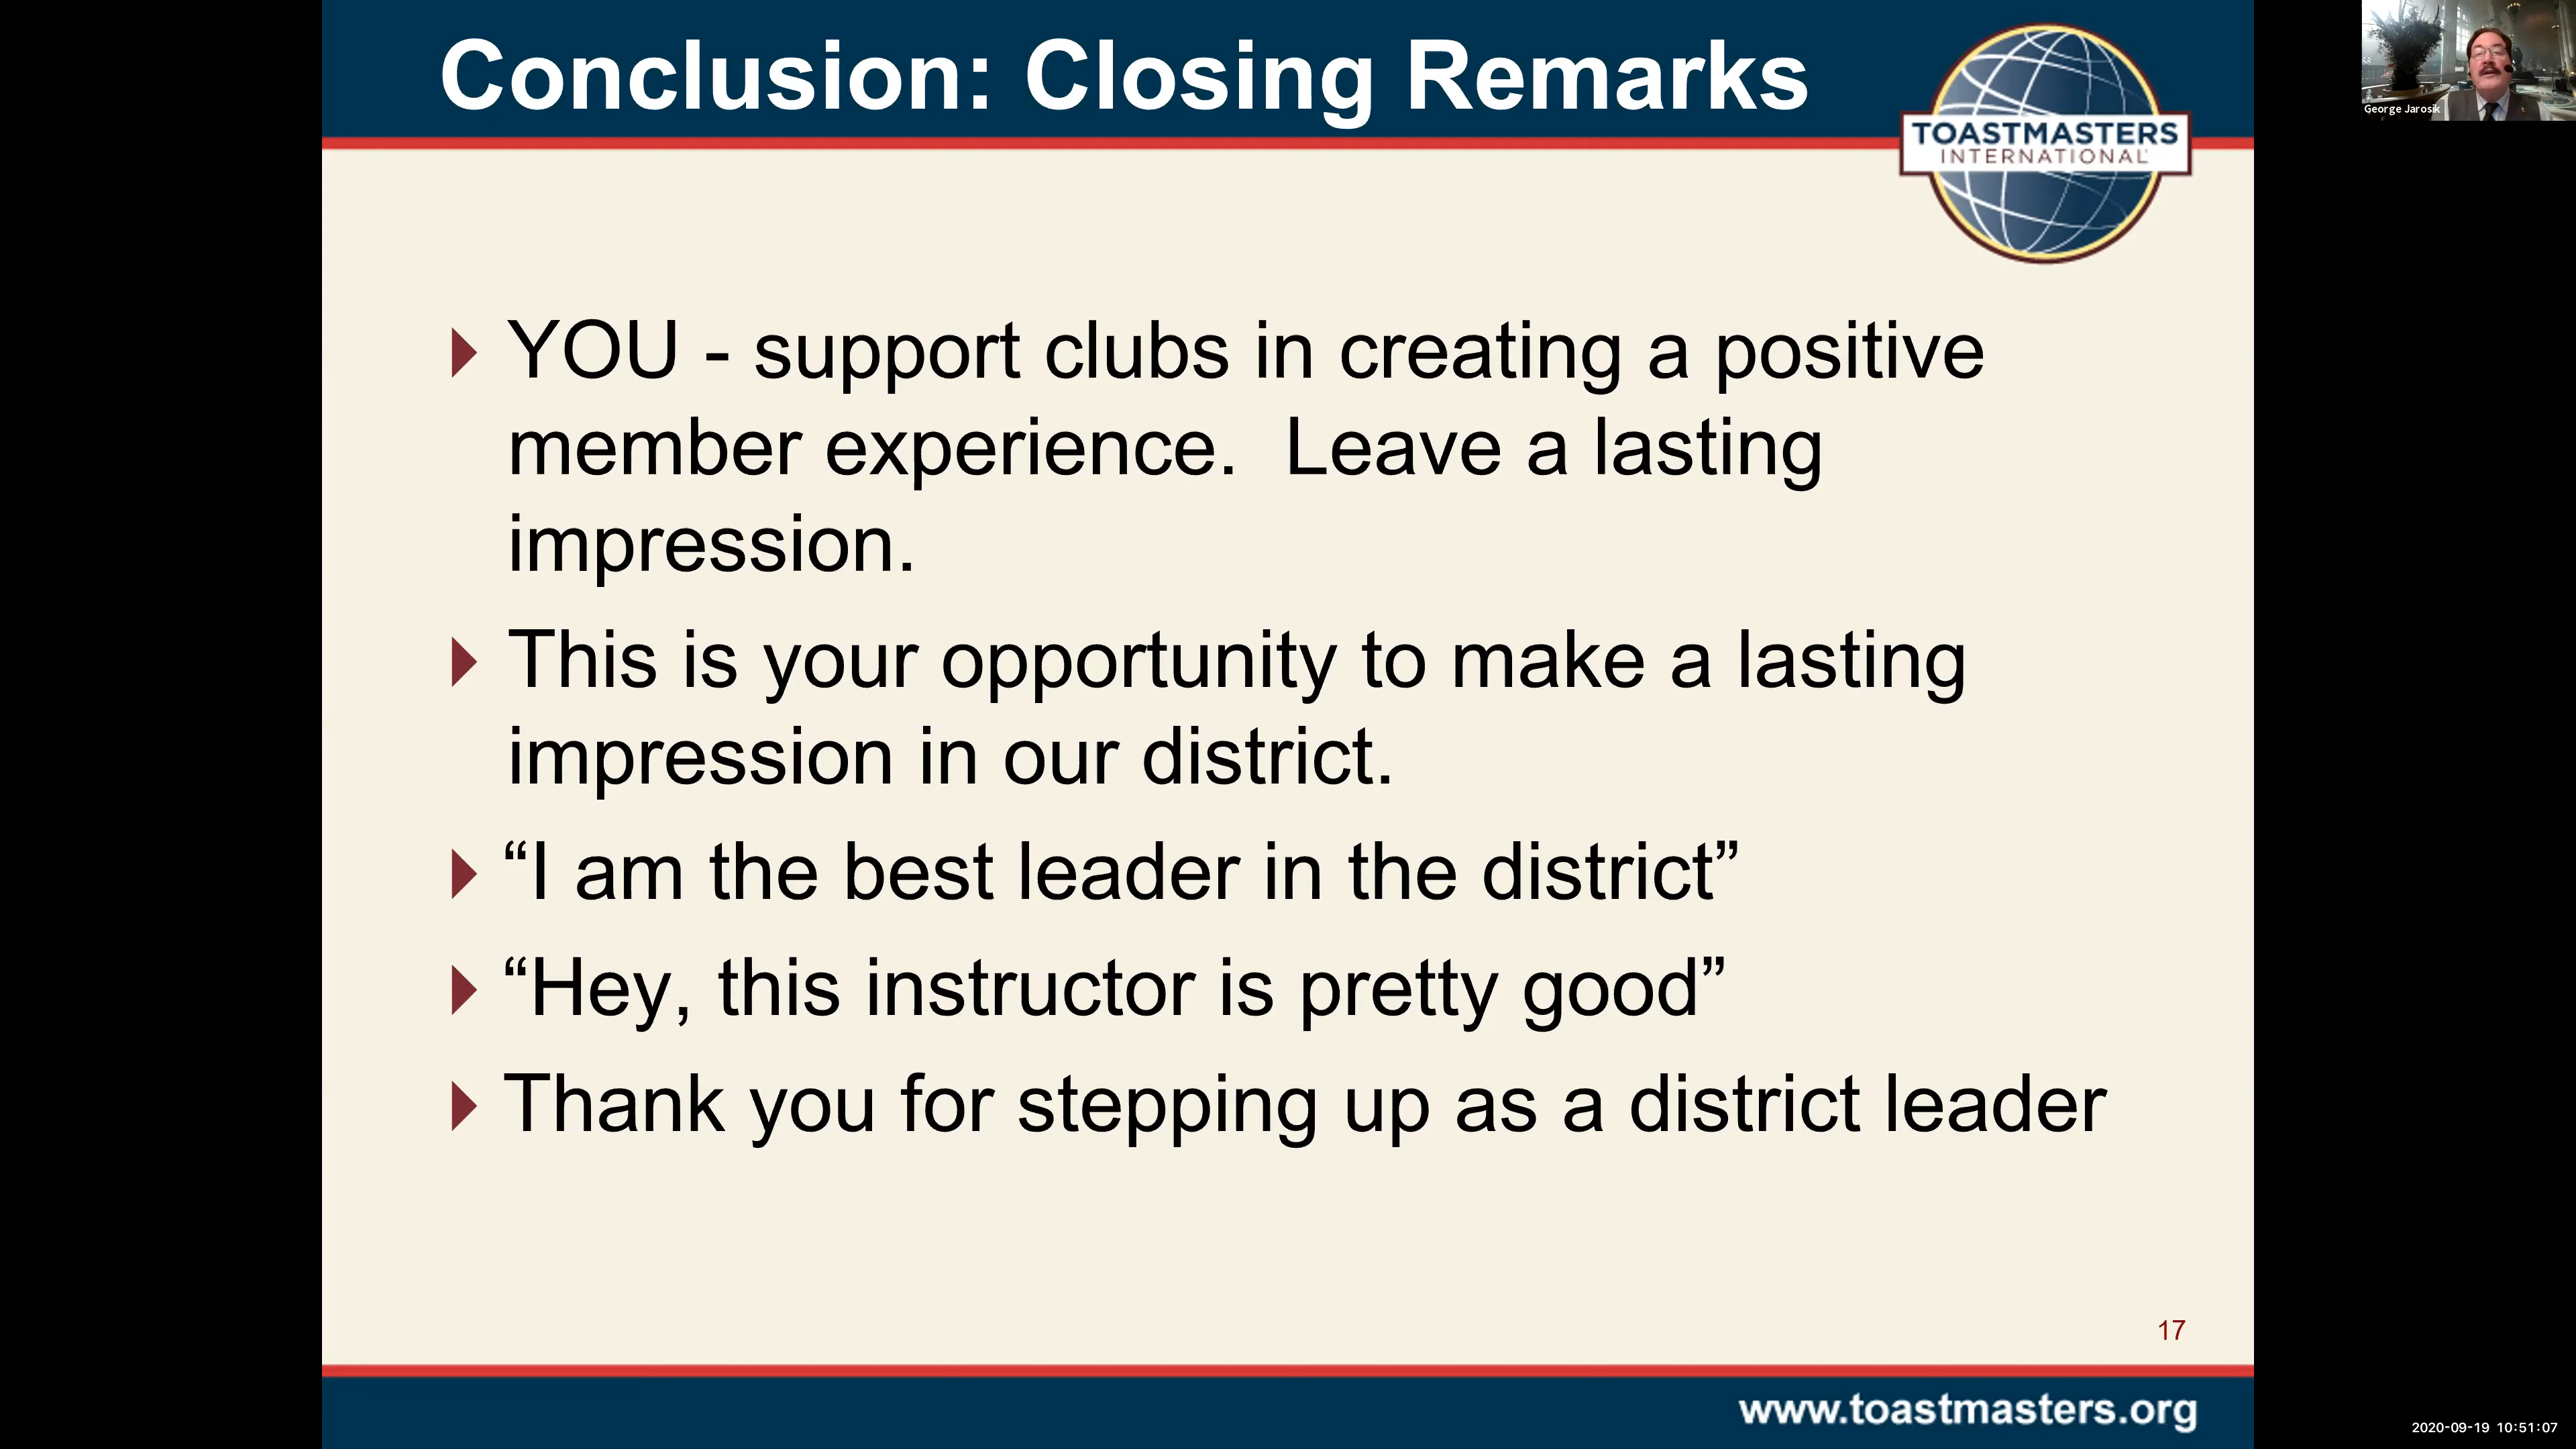 Conclusion: Closing Remarks
TOASTMASTERS
INTERNATIONAL
George Jarosik
YOU - support clubs in creating a positive
member experience.  Leave a lasting
impression.
This is your opportunity to make a lasting
impression in our district.
“I am the best leader in the district”
“Hey, this instructor is pretty good”
Thank you for stepping up as a district leader
17
www.toastmasters.org
2020-09-19 10:51:07